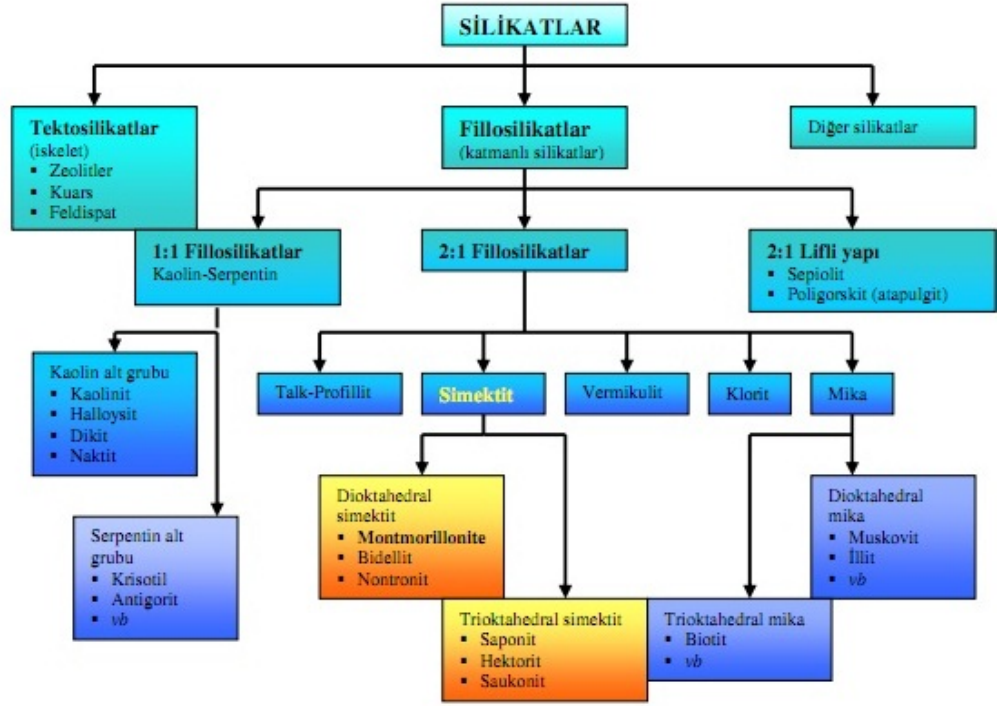 SİLİKATLAR
Tektosilikatlar
(iskelet)
▪ Zeolitler
▪ Kuars
▪ Feldispat
Fillosilikatlar
(katmanlı silikatlar)
Diğer silikatlar
1:1 Fillosilikatlar
Kaolin-Serpentin
2:1 Fillosilikatlar
2:1 Lifli yapı
▪ Sepiolit
▪ Poligorskit (atapulgit)
Kaolin alt grubu
▪ Kaolinit
▪ Halloysit
▪ Dikit
▪ Naktit
Talk-Profillit
Simektit
Vermikulit
Klorit
Mika
Serpentin alt
grubu
▪ Krisotil
▪ Antigorit
▪ vb
Dioktahedral
simektit
▪ Montmorillonite
▪ Bidellit
▪ Nontronit
Dioktahedral
mika
▪ Muskovit
▪ İllit
▪ vb
Trioktahedral simektit
▪ Saponit
▪ Hektorit
▪ Saukonit
Trioktahedral mika
▪ Biotit
▪ vb